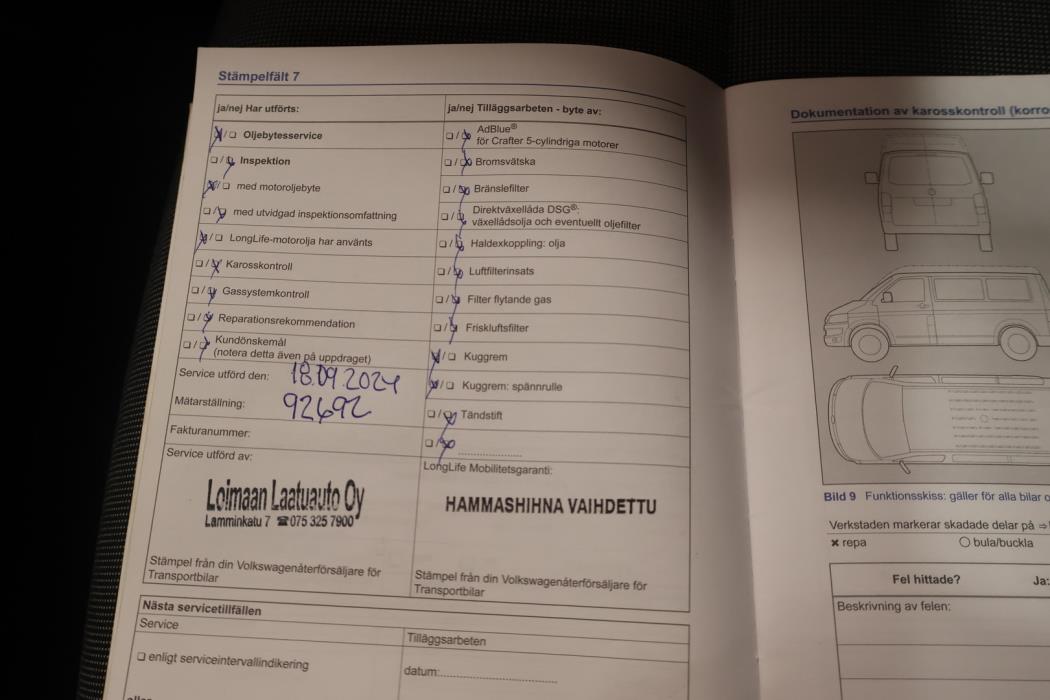 Stämpelfält 7
ja/nej Har utförts:
Oljebytesservice
Inspektion
med motoroljebyte
med utvidgad inspektionsomfattning
LongLife-motorolja har använts
Karosskontroll
Gassystemkontroll
Reparationsrekommendation
Kundönskemål
(notera detta även på uppdraget)
Service utförd den: 18.09.2024
Mätarställning: 92692
Fakturanummer:
Service utförd av:
Loimaan Laatuauto Oy
Lamminkatu 7 ☎075 325 7900
Stämpel från din Volkswagenåterförsäljare för
Transportbilar
ja/nej Tilläggsarbeten - byte av:
AdBlue®
för Crafter 5-cylindriga motorer
Bromsvätska
Bränslefilter
Direktväxellåda DSG®:
växellådsolja och eventuellt oljefilter
Haldexkoppling: olja
Luftfilterinsats
Filter flytande gas
Friskluftsfilter
Kuggrem
Kuggrem: spännrulle
Tändstift
LongLife Mobilitetsgaranti:
HAMMASHIHNA VAIHDETTU
Stämpel från din Volkswagenåterförsäljare för
Transportbilar
Nästa servicetillfällen
Service
enligt serviceintervallindikering
Tilläggsarbeten
datum:
Dokumentation av karosskontroll (korro
Bild 9 Funktionsskiss: gäller för alla bilar o
Verkstaden markerar skadade delar på ⇒
✖ repa
○ bula/buckla
Fel hittade?
Ja:
Beskrivning av felen: